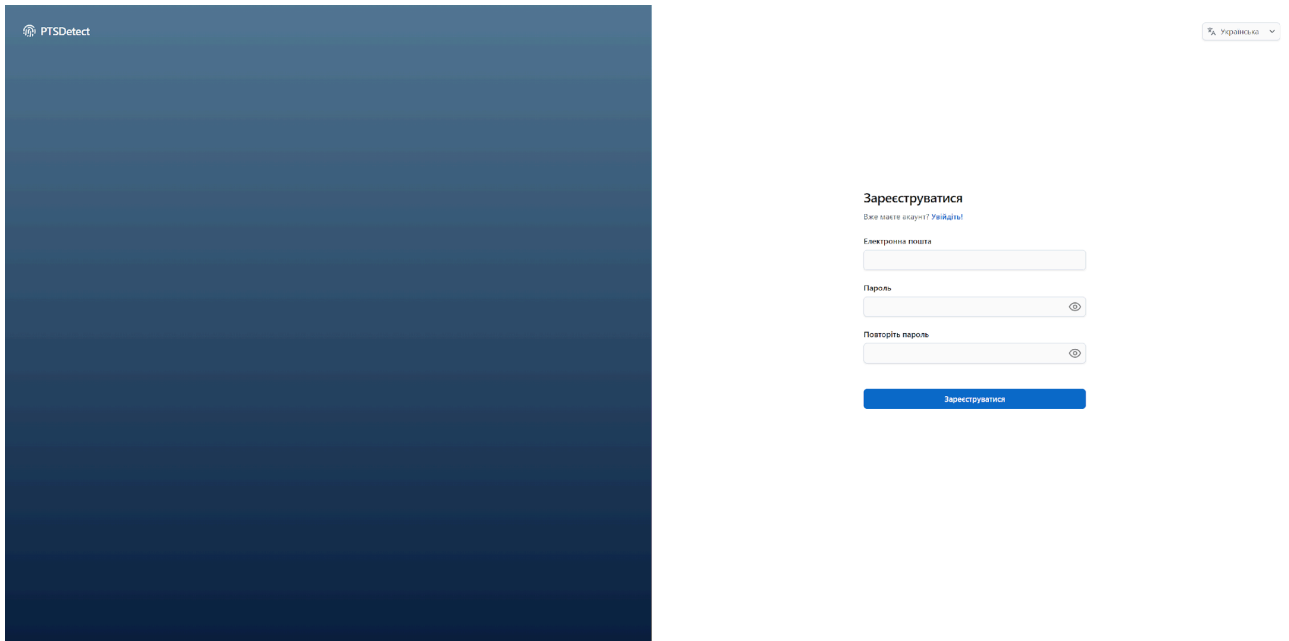 PTSDetect
Українська
Зареєструватися
Вже маєте акаунт? Увійдіть!
Електронна пошта
Пароль
Повторіть пароль
Зареєструватися